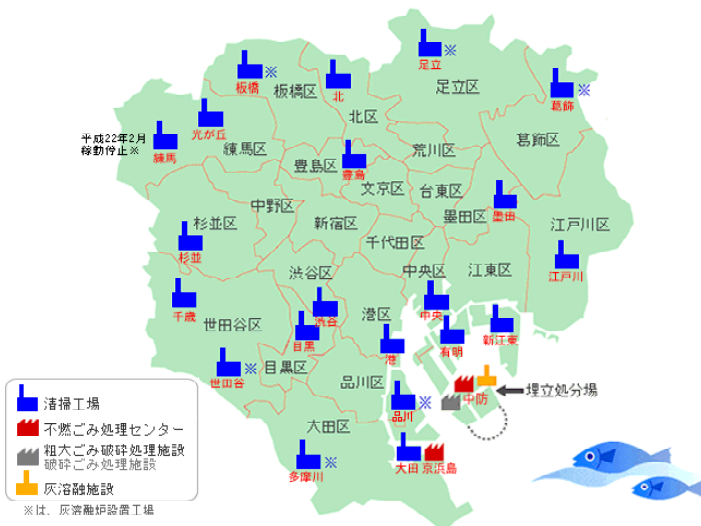 足立 ※
板橋 ※
板橋区
北
足立区
葛飾 ※
北区
光が丘
平成22年2月
稼動停止※
練馬
練馬区
豊島区
豊島
荒川区
葛飾区
文京区
台東区
中野区
墨田区
墨田
杉並区
新宿区
千代田区
江戸川区
杉並
渋谷区
中央区
江東区
江戸川
千歳
世田谷区
渋谷
港区
中央
目黒
有明
新江東
港
世田谷 ※
目黒区
品川区
中防
埋立処分場
品川 ※
大田区
多摩川 ※
大田 京浜島
清掃工場
不燃ごみ処理センター
粗大ごみ破砕処理施設
破砕ごみ処理施設
灰溶融施設
※は、灰溶融炉設置工場